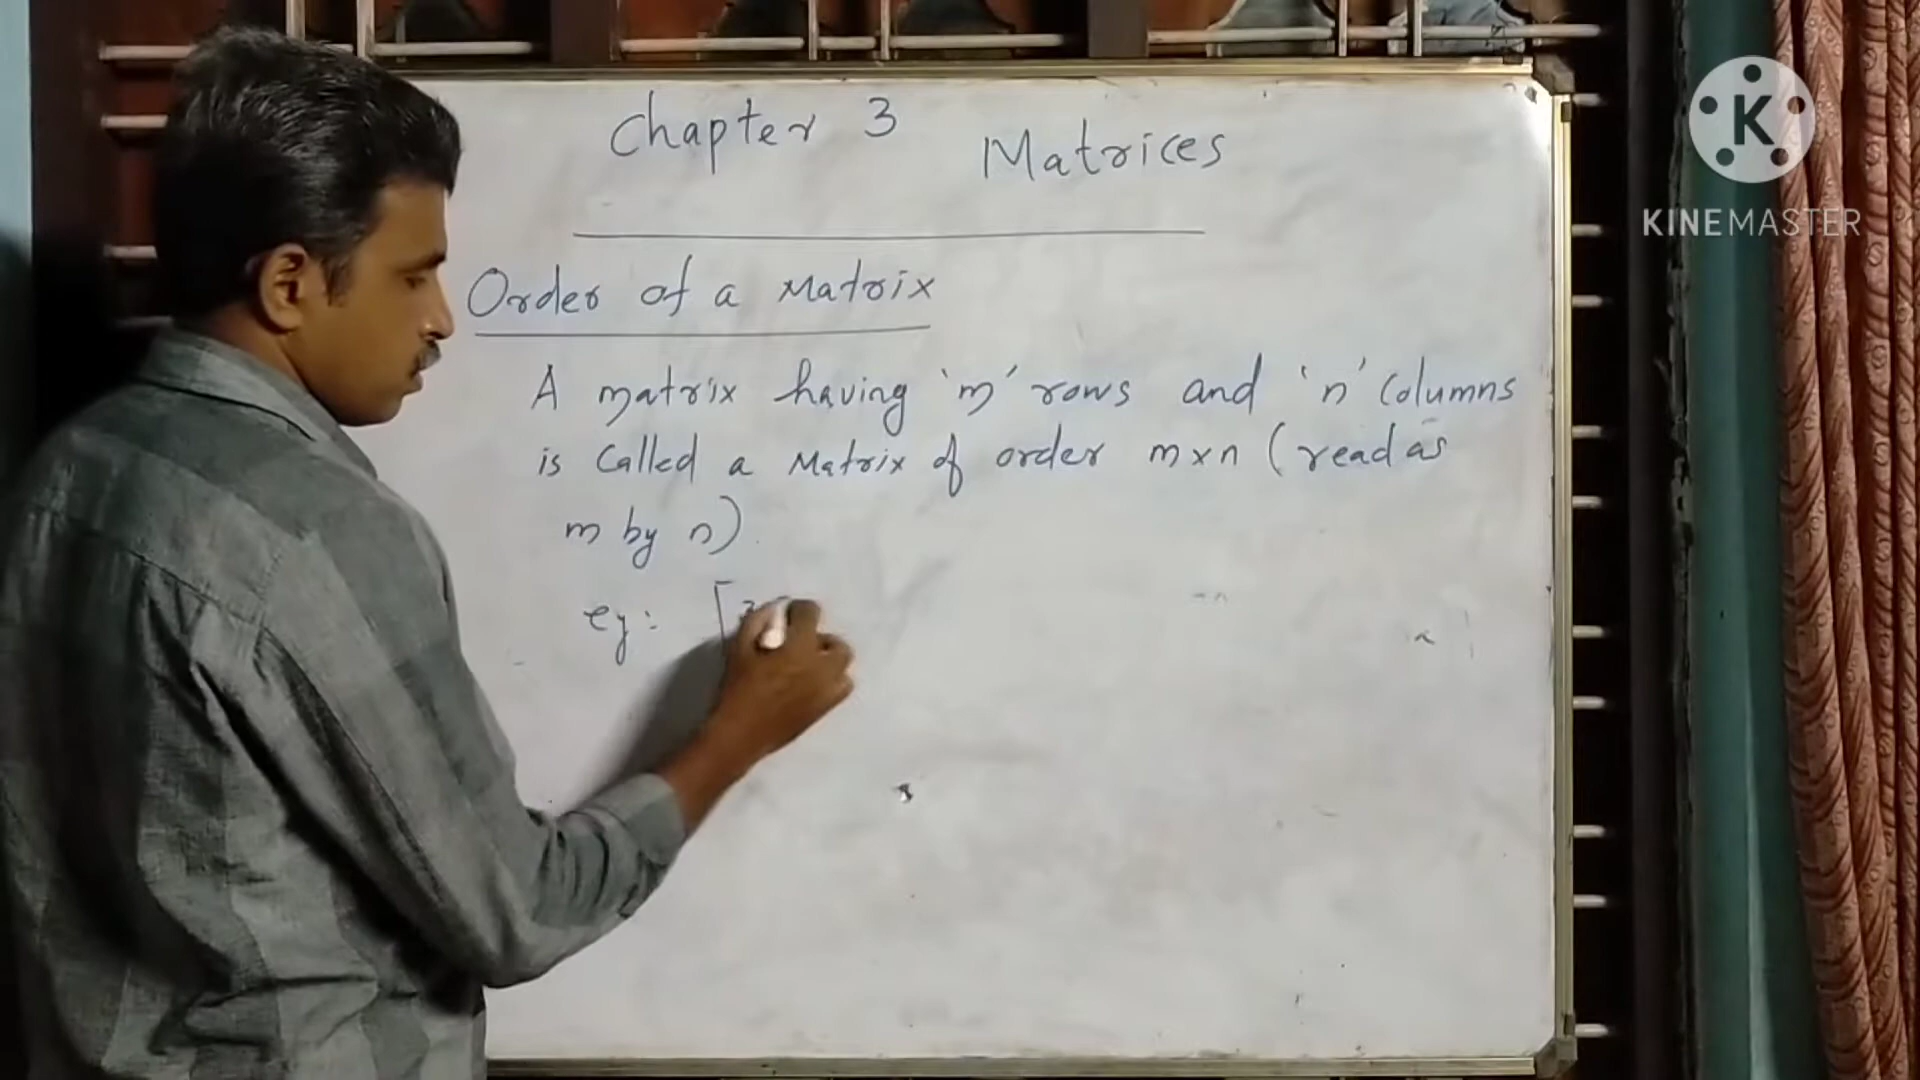 Chapter 3 Matrices
Order of a Matrix
A matrix having 'm' rows and 'n' Columns
is Called a Matrix of order m x n (read as
m by n)
eg: [
K
KINEMASTER